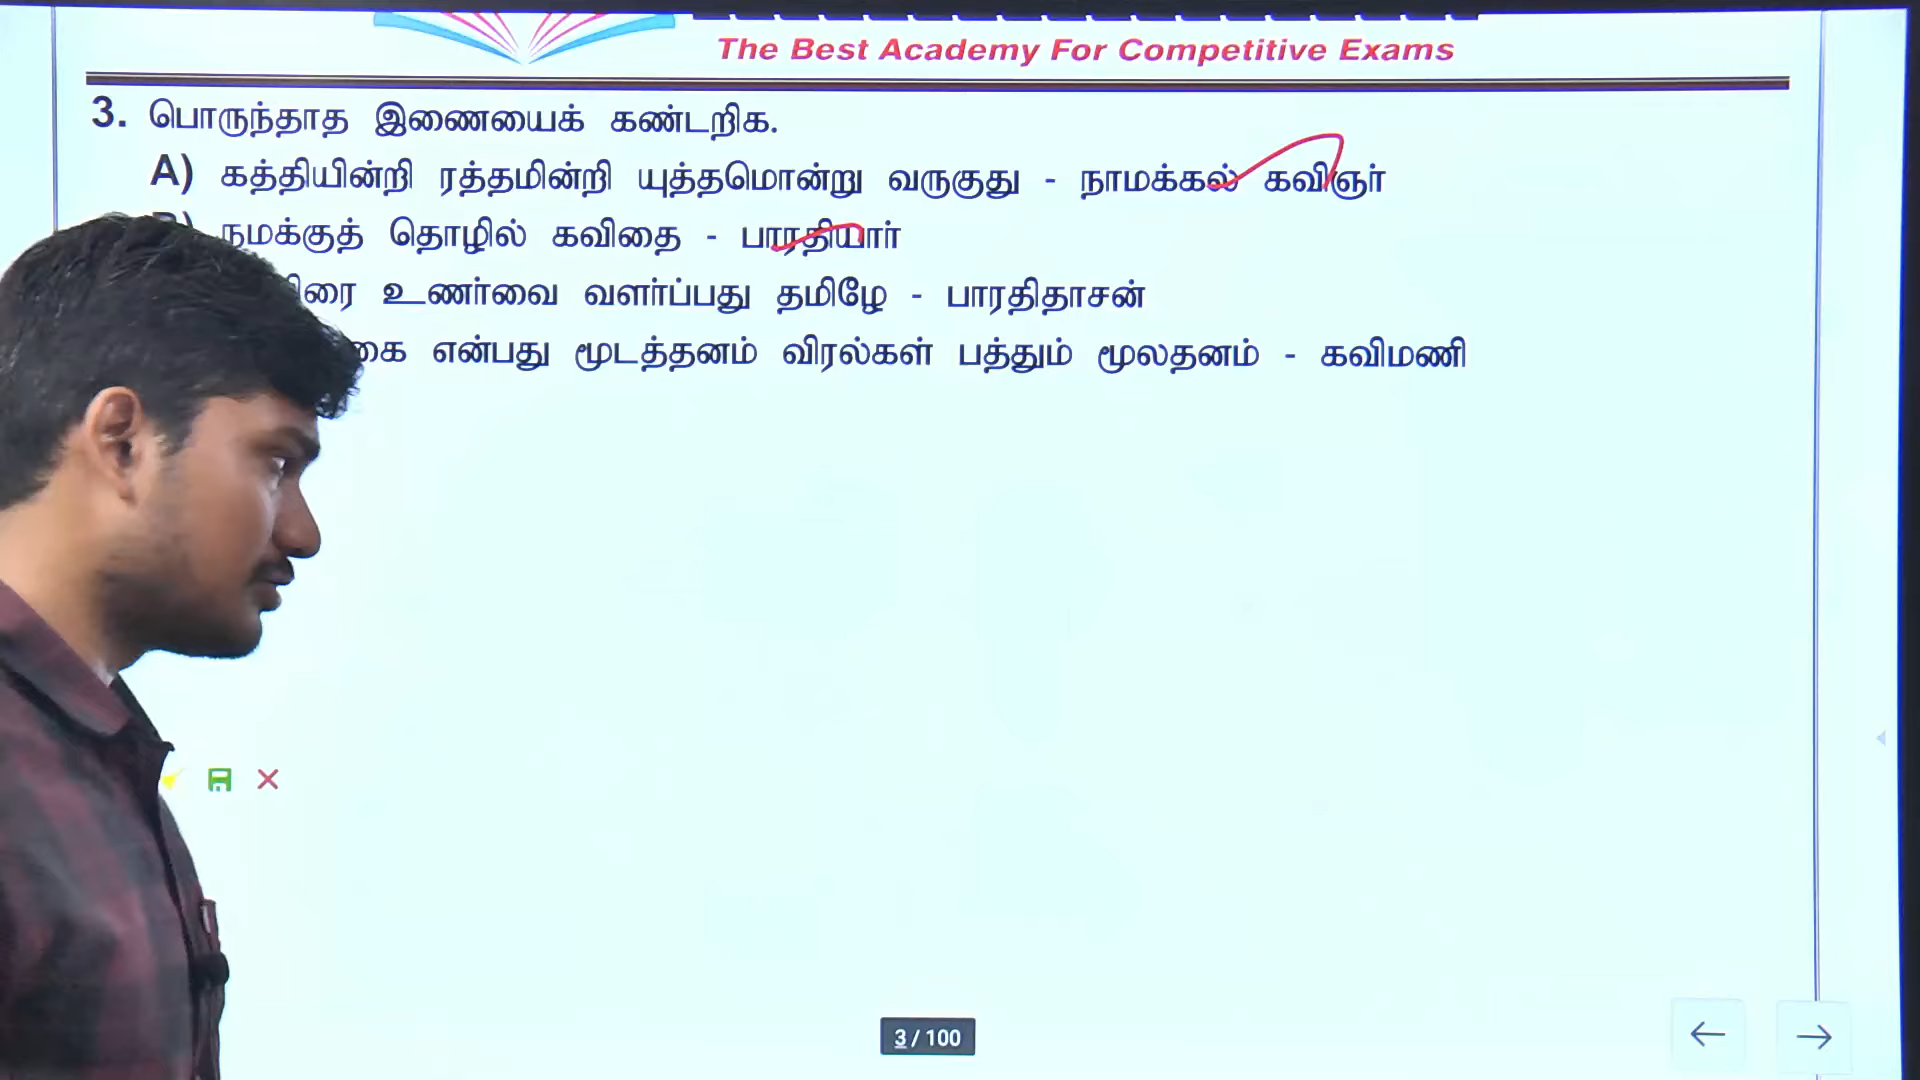 The Best Academy For Competitive Exams
3. பொருந்தாத இணையைக் கண்டறிக.
A) கத்தியின்றி ரத்தமின்றி யுத்தமொன்று வருகுது - நாமக்கல் கவிஞர்
நமக்குத் தொழில் கவிதை - பாரதியார்
உணர்வை வளர்ப்பது தமிழே - பாரதிதாசன்
என்பது மூடத்தனம் விரல்கள் பத்தும் மூலதனம் - கவிமணி
3 / 100